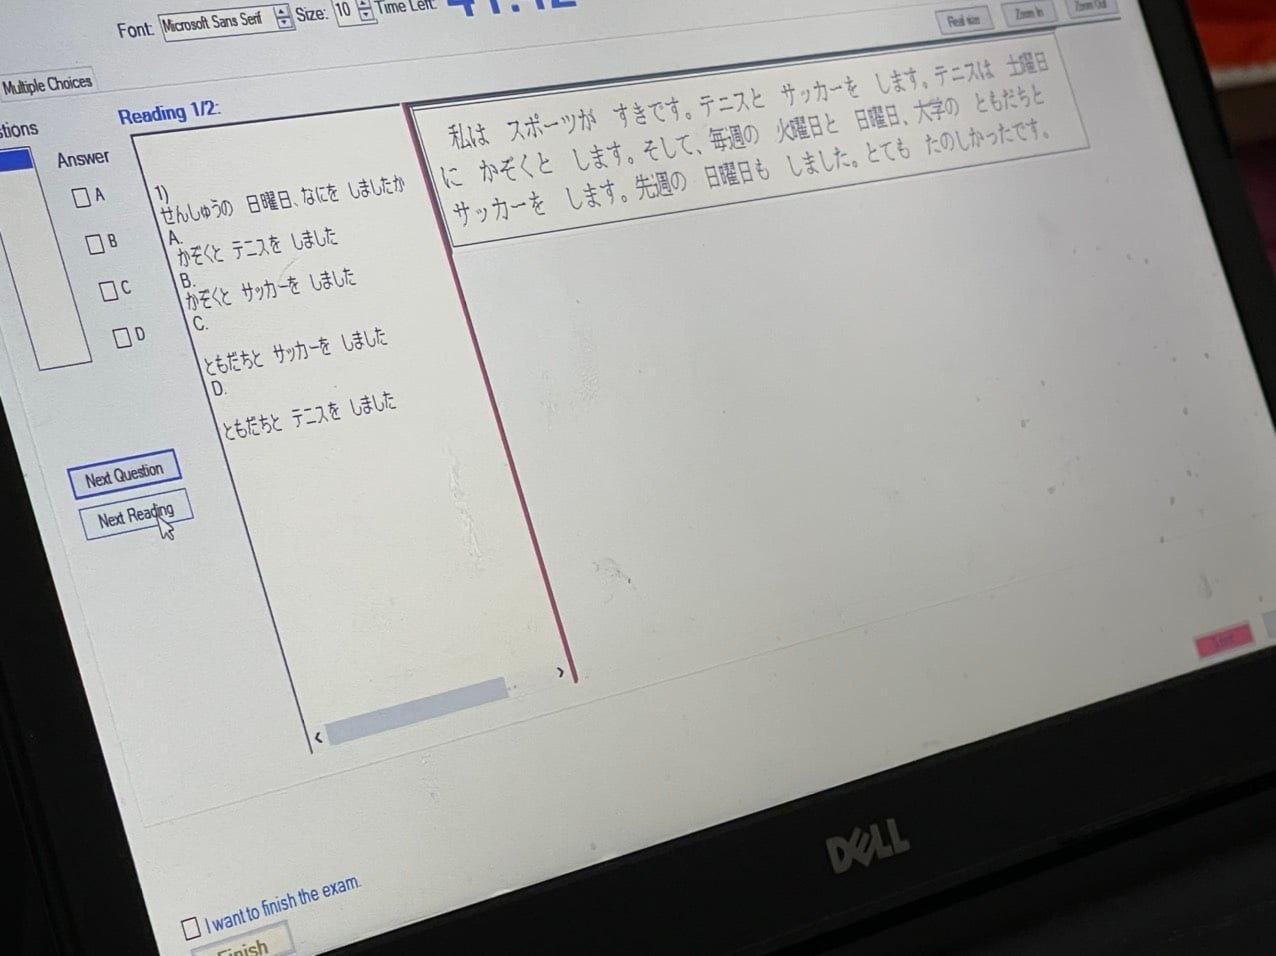 Font: Microsoft Sans Serif Size: 10 Time Left:
Real size Zoom In Zoom Out
Multiple Choices
Reading 1/2:
Answer
A
B
C
D
Next Question
Next Reading
1)
せんしゅうの 日曜日、なにを しましたか
A.
かぞくと テニスを しました
B.
かぞくと サッカーを しました
C.
ともだちと サッカーを しました
D.
ともだちと テニスを しました
私は スポーツが すきです。テニスと サッカーを します。テニスは 土曜日
に かぞくと します。そして、毎週の 火曜日と 日曜日、大学の ともだちと
サッカーを します。先週の 日曜日も しました。とても たのしかったです。
I want to finish the exam.
Finish
DELL